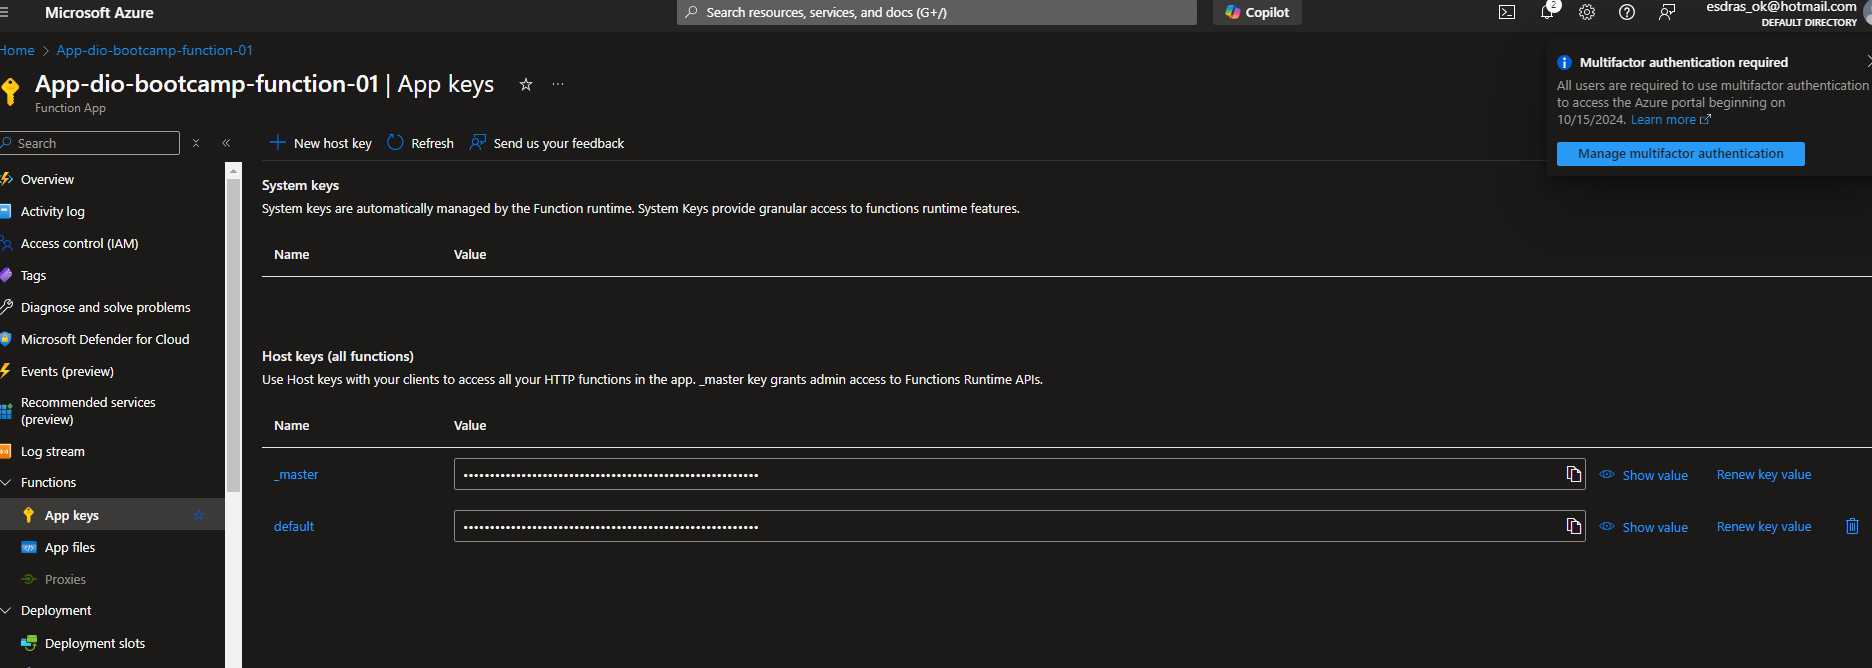 Microsoft Azure
Search resources, services, and docs (G+/)
Copilot
2
esdras_ok@hotmail.com
DEFAULT DIRECTORY
Home > App-dio-bootcamp-function-01
App-dio-bootcamp-function-01 | App keys
Function App
Multifactor authentication required
All users are required to use multifactor authentication
to access the Azure portal beginning on
10/15/2024. Learn more
Manage multifactor authentication
Search
New host key
Refresh
Send us your feedback
Overview
Activity log
Access control (IAM)
Tags
Diagnose and solve problems
Microsoft Defender for Cloud
Events (preview)
Recommended services
(preview)
Log stream
Functions
App keys
App files
Proxies
Deployment
Deployment slots
System keys
System keys are automatically managed by the Function runtime. System Keys provide granular access to functions runtime features.
Name Value
Host keys (all functions)
Use Host keys with your clients to access all your HTTP functions in the app. _master key grants admin access to Functions Runtime APIs.
Name Value
_master Show value Renew key value
default Show value Renew key value